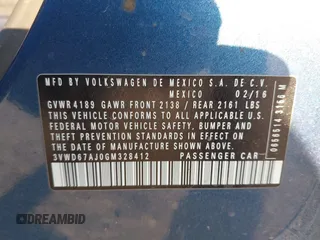 MFD BY VOLKSWAGEN DE MEXICO S.A. DE C.V.
MEXICO 02/16
GVWR 4189 GAWR FRONT 2138 / REAR 2161 LBS
THIS VEHICLE CONFORMS TO ALL APPLICABLE U.S.
FEDERAL MOTOR VEHICLE SAFETY, BUMPER, AND
THEFT PREVENTION STANDARDS IN EFFECT ON
THE DATE OF MANUFACTURE SHOWN ABOVE.
3VWD67AJ0GM328412 PASSENGER CAR
DREAMBID